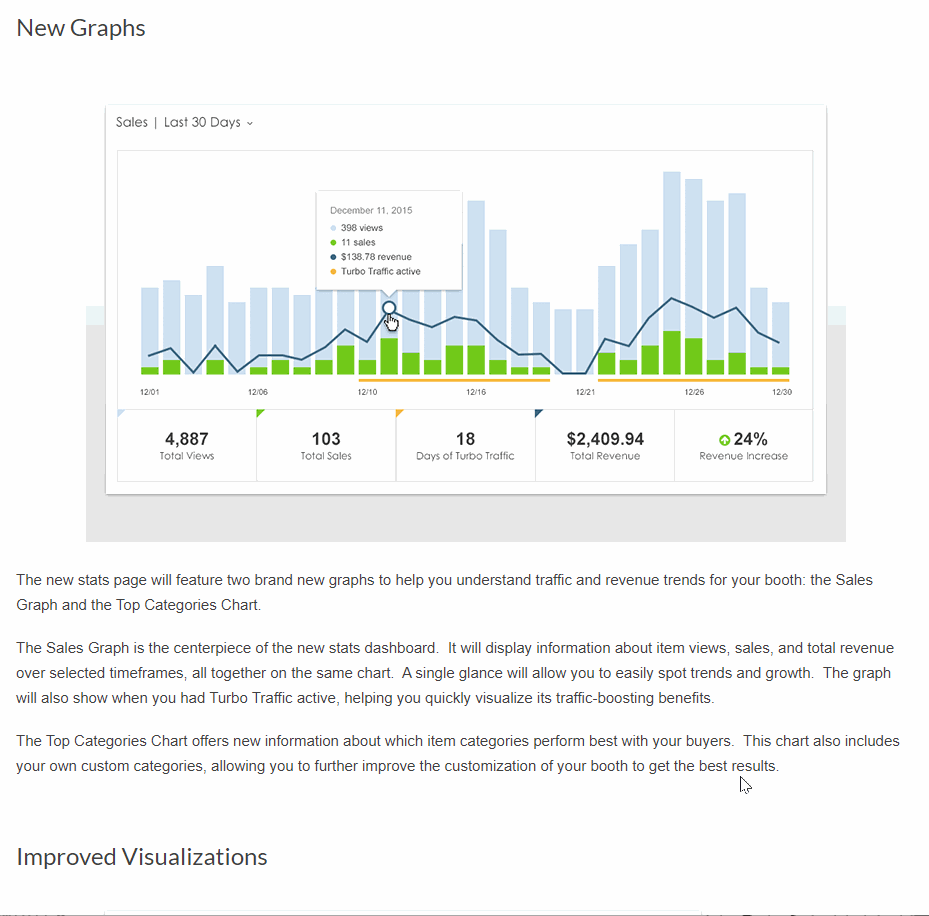 New Graphs
Sales | Last 30 Days
December 11, 2015
398 views
11 sales
$138.78 revenue
Turbo Traffic active
12/01 12/06 12/10 12/16 12/21 12/26 12/30
4,887 103 18 $2,409.94 24%
Total Views Total Sales Days of Turbo Traffic Total Revenue Revenue Increase
The new stats page will feature two brand new graphs to help you understand traffic and revenue trends for your booth: the Sales
Graph and the Top Categories Chart.
The Sales Graph is the centerpiece of the new stats dashboard.  It will display information about item views, sales, and total revenue
over selected timeframes, all together on the same chart.  A single glance will allow you to easily spot trends and growth.  The graph
will also show when you had Turbo Traffic active, helping you quickly visualize its traffic-boosting benefits.
The Top Categories Chart offers new information about which item categories perform best with your buyers.  This chart also includes
your own custom categories, allowing you to further improve the customization of your booth to get the best results.
Improved Visualizations